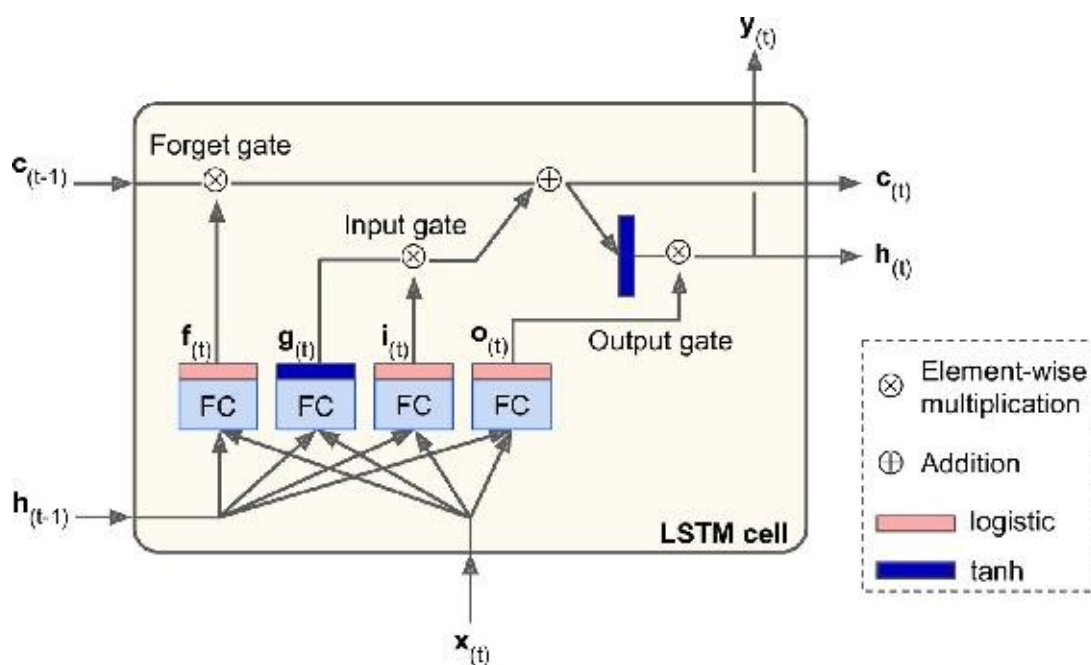 y(t)
Forget gate
c(t-1)
c(t)
Input gate
h(t)
f(t) g(t) i(t) o(t)
Output gate
FC FC FC FC
Element-wise
multiplication
Addition
h(t-1)
logistic
LSTM cell
tanh
x(t)